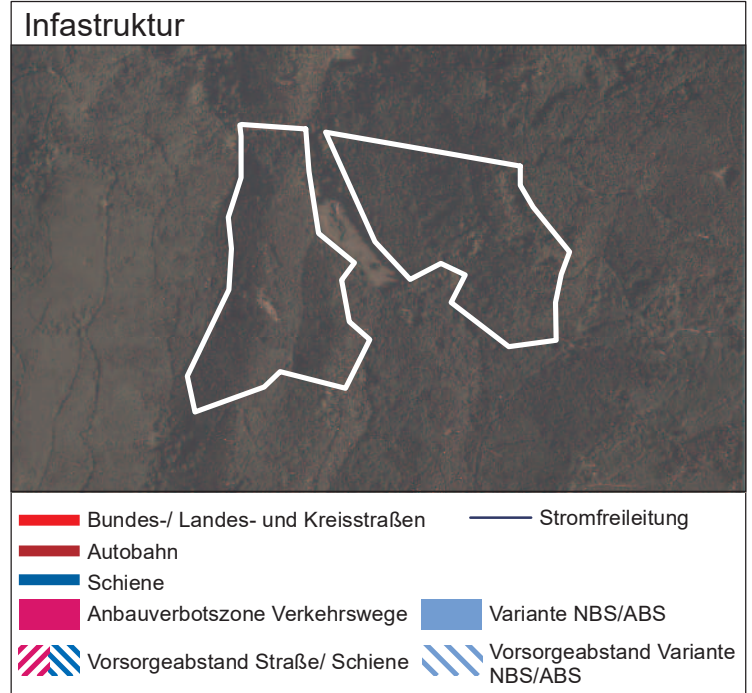 Infastruktur
Bundes-/ Landes- und Kreisstraßen
Stromfreileitung
Autobahn
Schiene
Anbauverbotszone Verkehrswege
Variante NBS/ABS
Vorsorgeabstand Straße/ Schiene
Vorsorgeabstand Variante
NBS/ABS